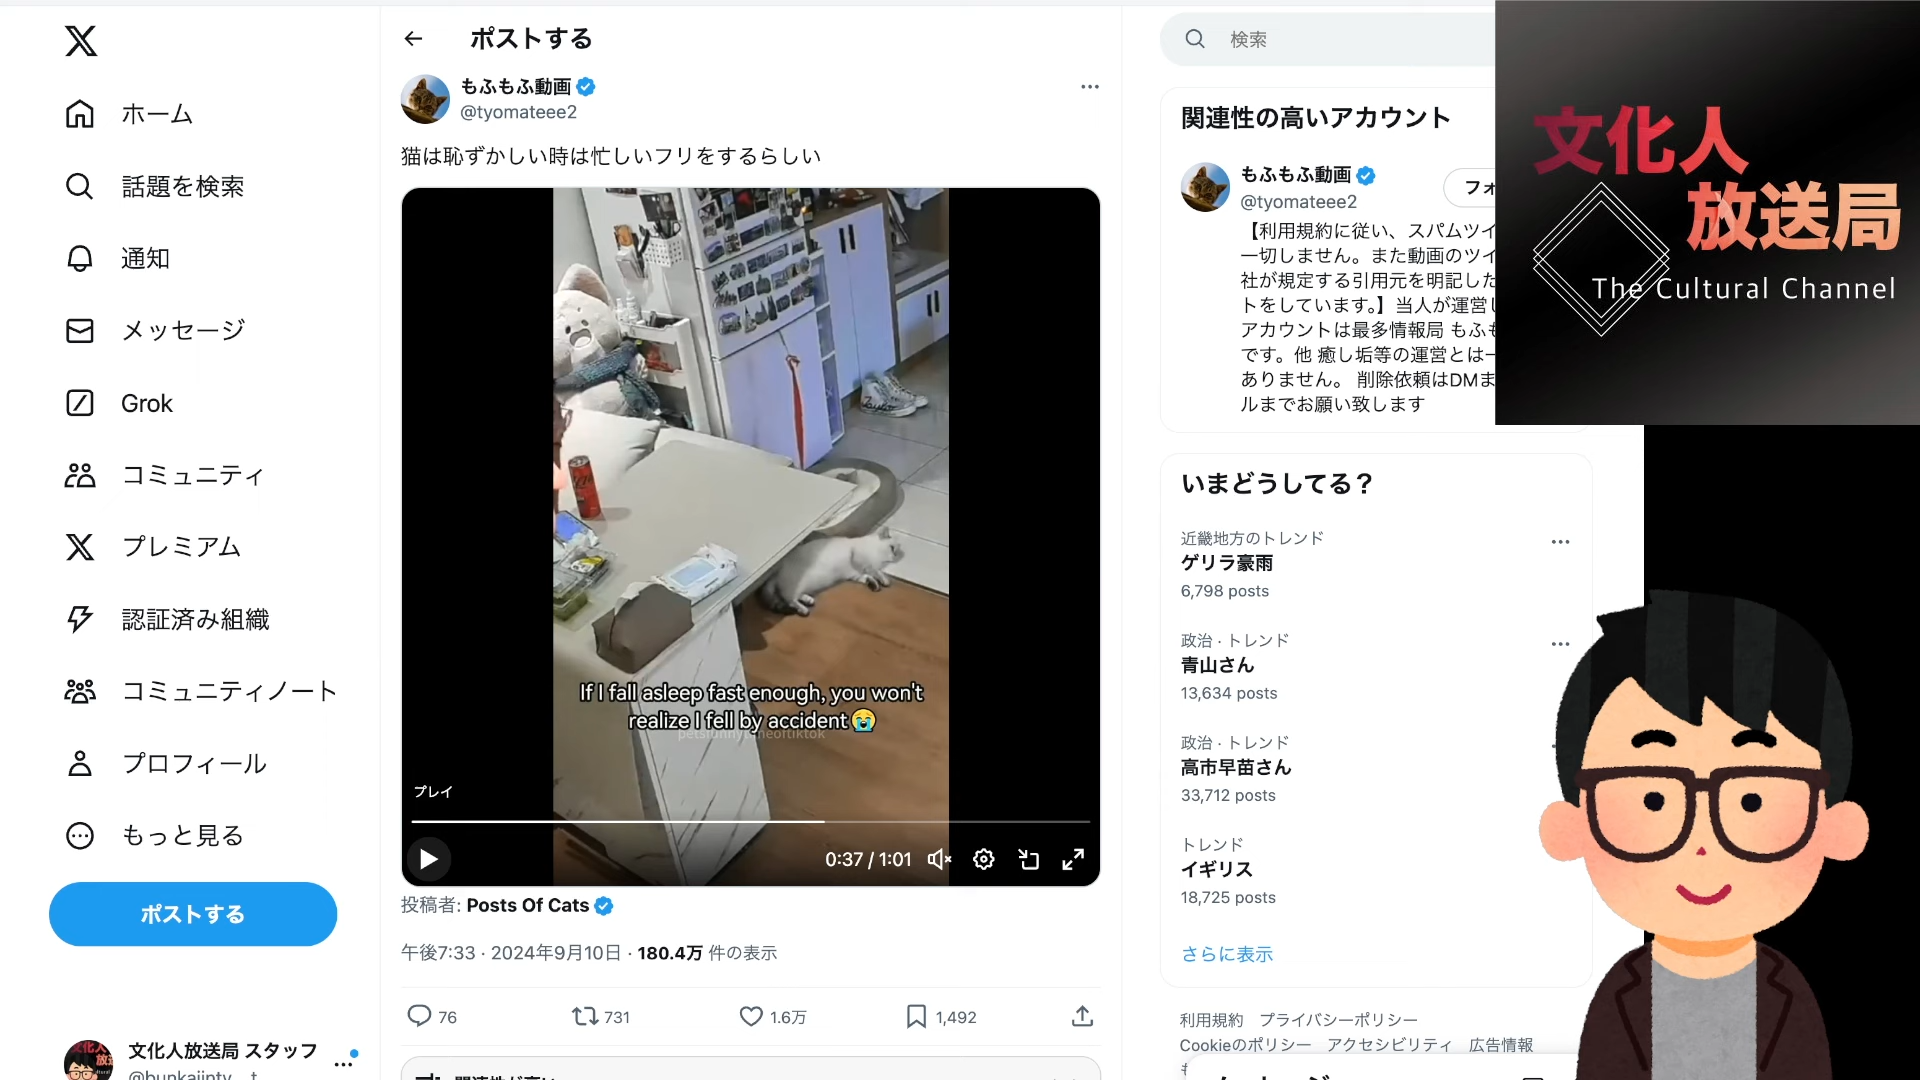 ホーム
話題を検索
通知
メッセージ
Grok
コミュニティ
プレミアム
認証済み組織
コミュニティノート
プロフィール
もっと見る
ポストする
文化人放送局 スタッフ
ポストする
もふもふ動画
@tyomateee2
猫は恥ずかしい時は忙しいフリをするらしい
If I fall asleep fast enough, you won't
realize I fell by accident😭
petsfunnytimeoftiktok
プレイ
0:37 / 1:01
投稿者: Posts Of Cats
午後7:33 · 2024年9月10日 · 180.4万 件の表示
76
731
1.6万
1,492
検索
関連性の高いアカウント
もふもふ動画
@tyomateee2
フォ
【利用規約に従い、スパムツイ
一切しません。また動画のツイ
社が規定する引用元を明記した
トをしています。】当人が運営し
アカウントは最多情報局 もふも
です。他 癒し垢等の運営とは一
ありません。 削除依頼はDMま
ルまでお願い致します
いまどうしてる？
近畿地方のトレンド
ゲリラ豪雨
6,798 posts
政治 · トレンド
青山さん
13,634 posts
政治 · トレンド
高市早苗さん
33,712 posts
トレンド
イギリス
18,725 posts
さらに表示
利用規約 プライバシーポリシー
Cookieのポリシー アクセシビリティ 広告情報
文化人
放送局
The Cultural Channel